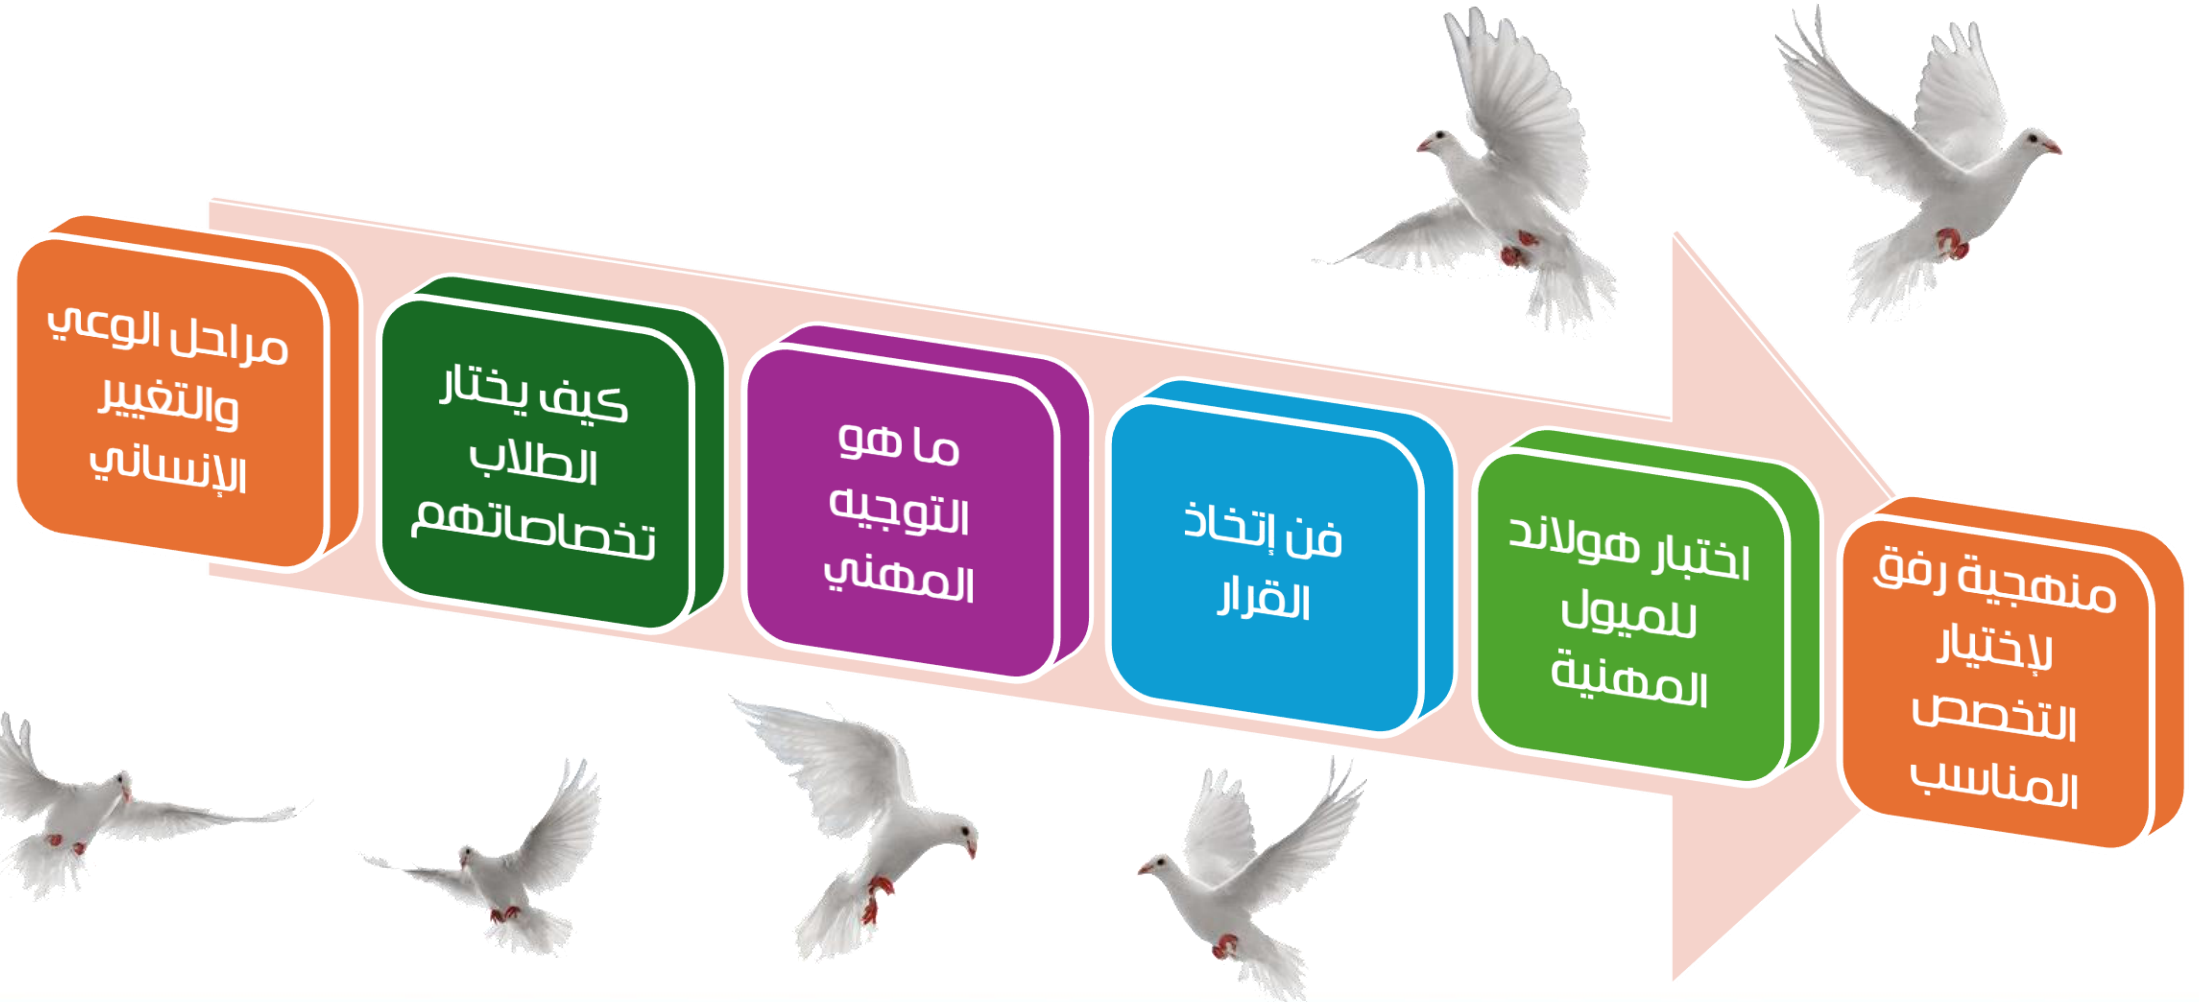 مراحل الوعي
والتغيير
الإنساني
كيف يختار
الطلاب
تخصاصاتهم
ما هو
التوجيه
المهني
فن إتخاذ
القرار
اختبار هولاند
للميول
المهنية
منهجية رفق
لإختيار
التخصص
المناسب